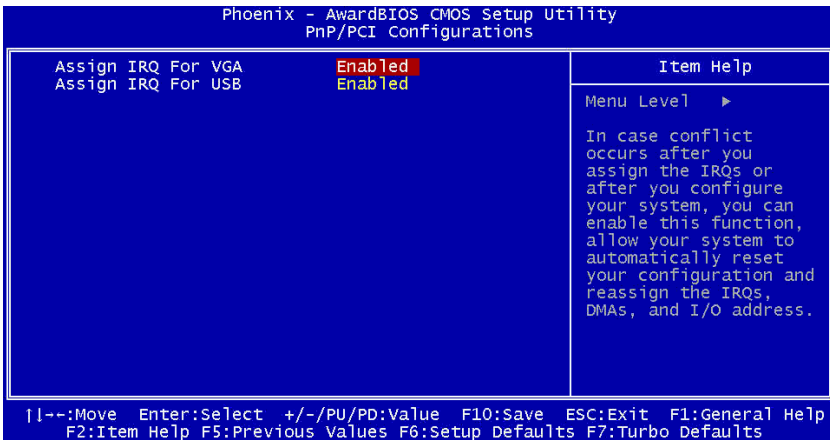 Phoenix - AwardBIOS CMOS Setup Utility
PnP/PCI Configurations
Assign IRQ For VGA Enabled
Assign IRQ For USB Enabled
Item Help
Menu Level ►
In case conflict
occurs after you
assign the IRQs or
after you configure
your system, you can
enable this function,
allow your system to
automatically reset
your configuration and
reassign the IRQs,
DMAs, and I/O address.
↑↓→←:Move Enter:Select +/-/PU/PD:Value F10:Save ESC:Exit F1:General Help
F2:Item Help F5:Previous Values F6:Setup Defaults F7:Turbo Defaults